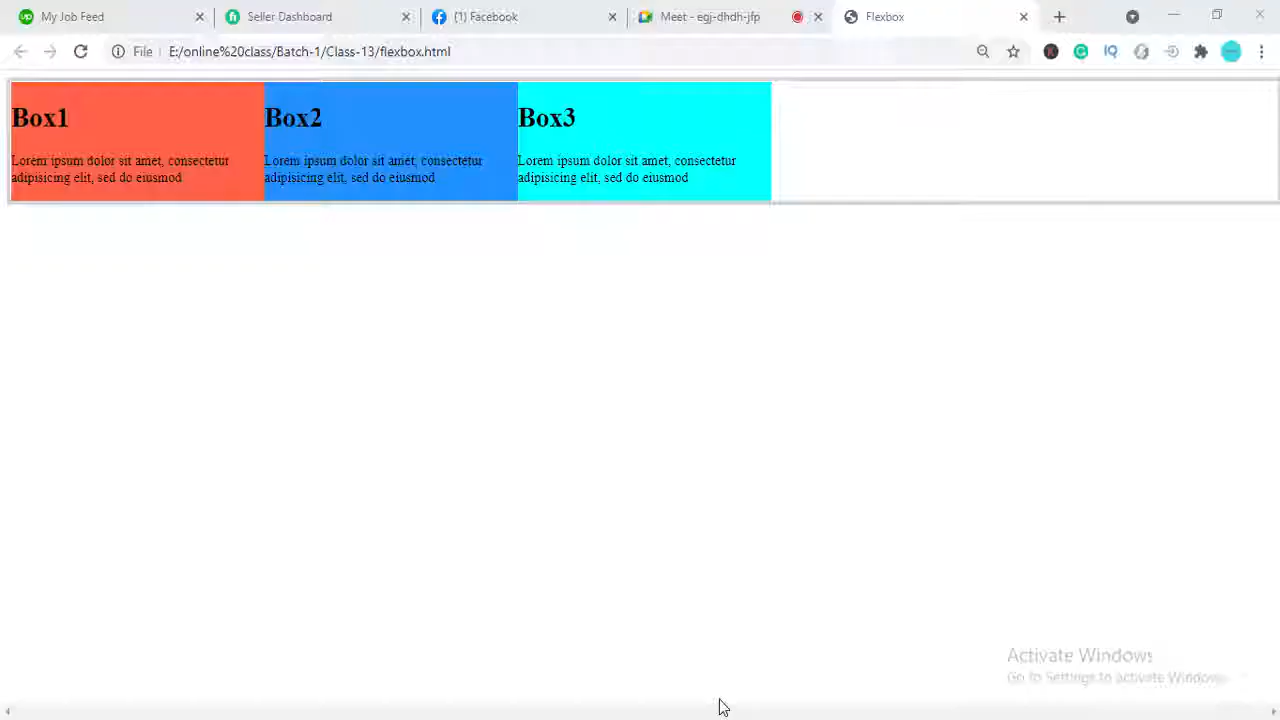 up My Job Feed fi Seller Dashboard (1) Facebook Meet - egj-dhdh-jfp Flexbox
File E:/online%20class/Batch-1/Class-13/flexbox.html IQ
Box1 Box2 Box3
Lorem ipsum dolor sit amet, consectetur Lorem ipsum dolor sit amet, consectetur Lorem ipsum dolor sit amet, consectetur
adipisicing elit, sed do eiusmod adipisicing elit, sed do eiusmod adipisicing elit, sed do eiusmod
Activate Windows
Go to Settings to activate Windows.